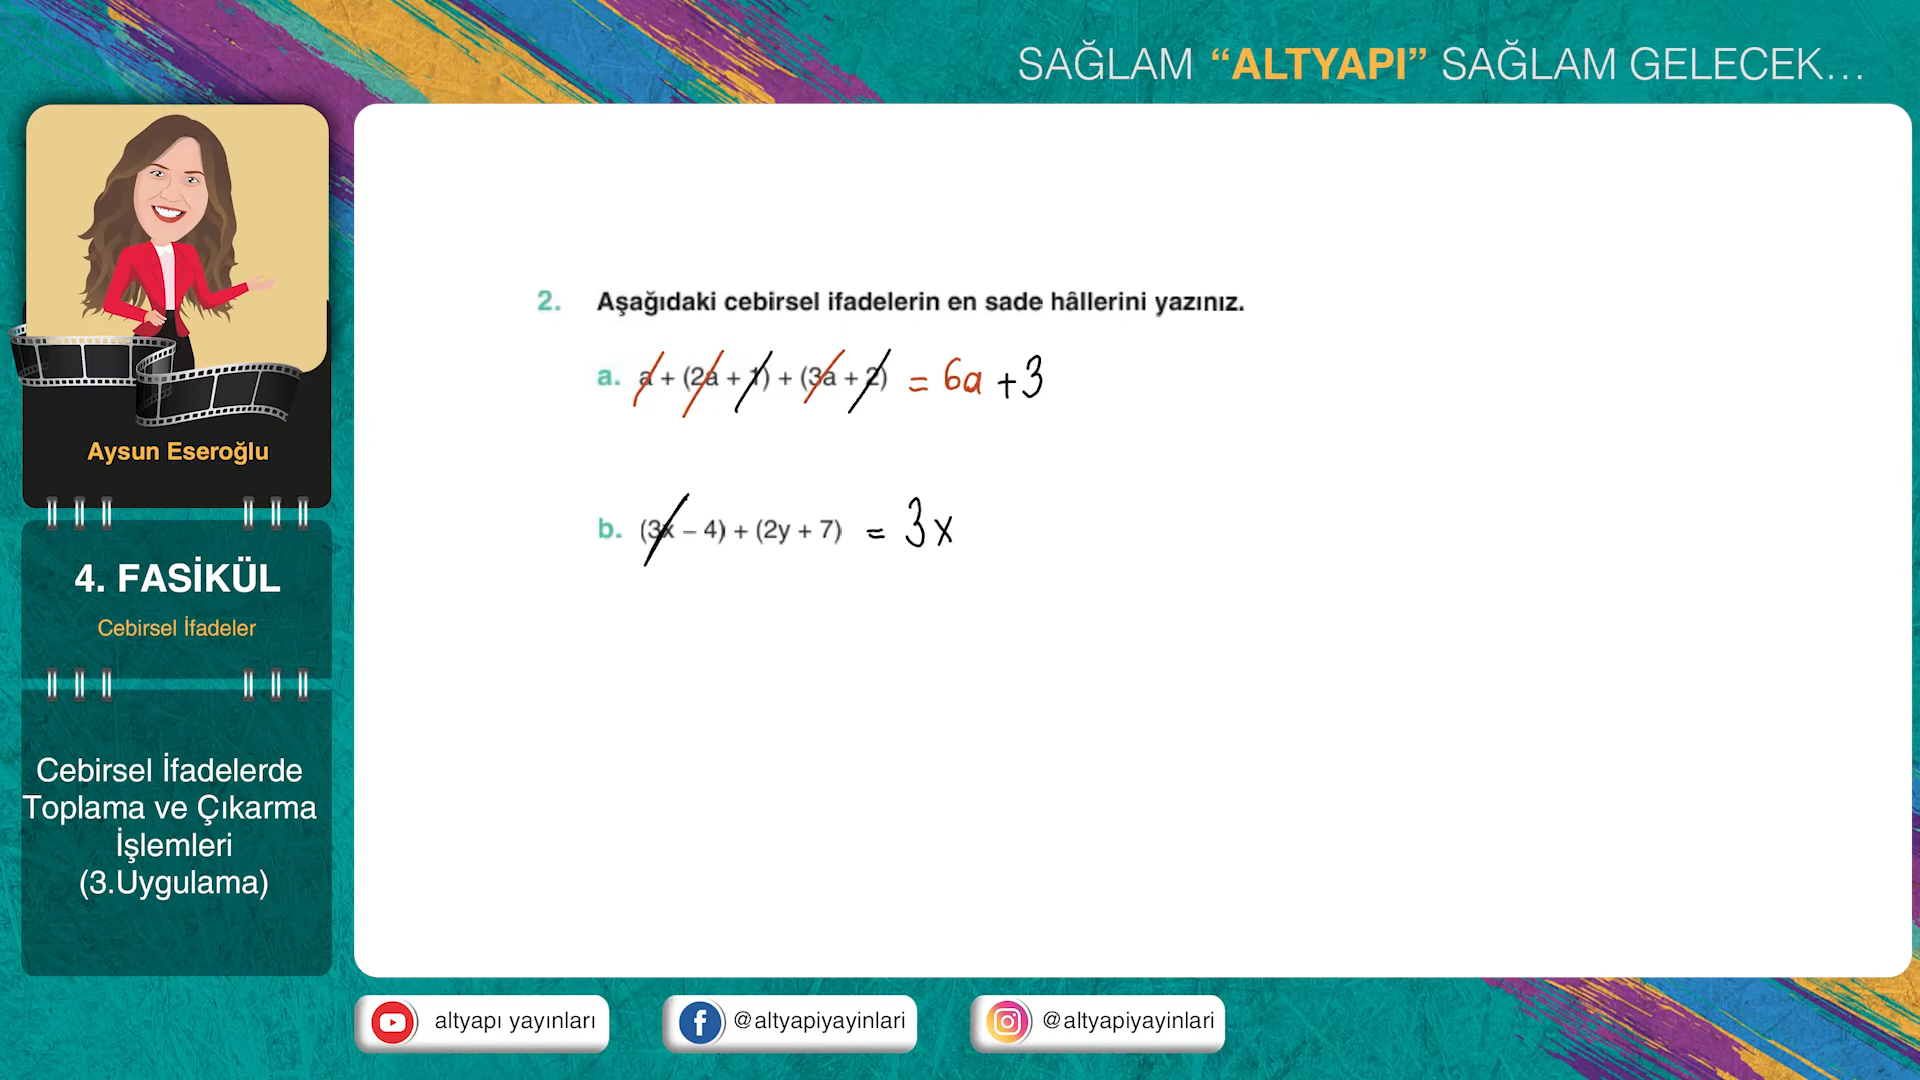 SAĞLAM “ALTYAPI” SAĞLAM GELECEK...
Aysun Eseroğlu
4. FASİKÜL
Cebirsel İfadeler
Cebirsel İfadelerde
Toplama ve Çıkarma
İşlemleri
(3.Uygulama)
2. Aşağıdaki cebirsel ifadelerin en sade hâllerini yazınız.
a. a + (2a + 1) + (3a + 2) = 6a + 3
b. (3x – 4) + (2y + 7) = 3x
altyapı yayınları
@altyapiyayinlari
@altyapiyayinlari